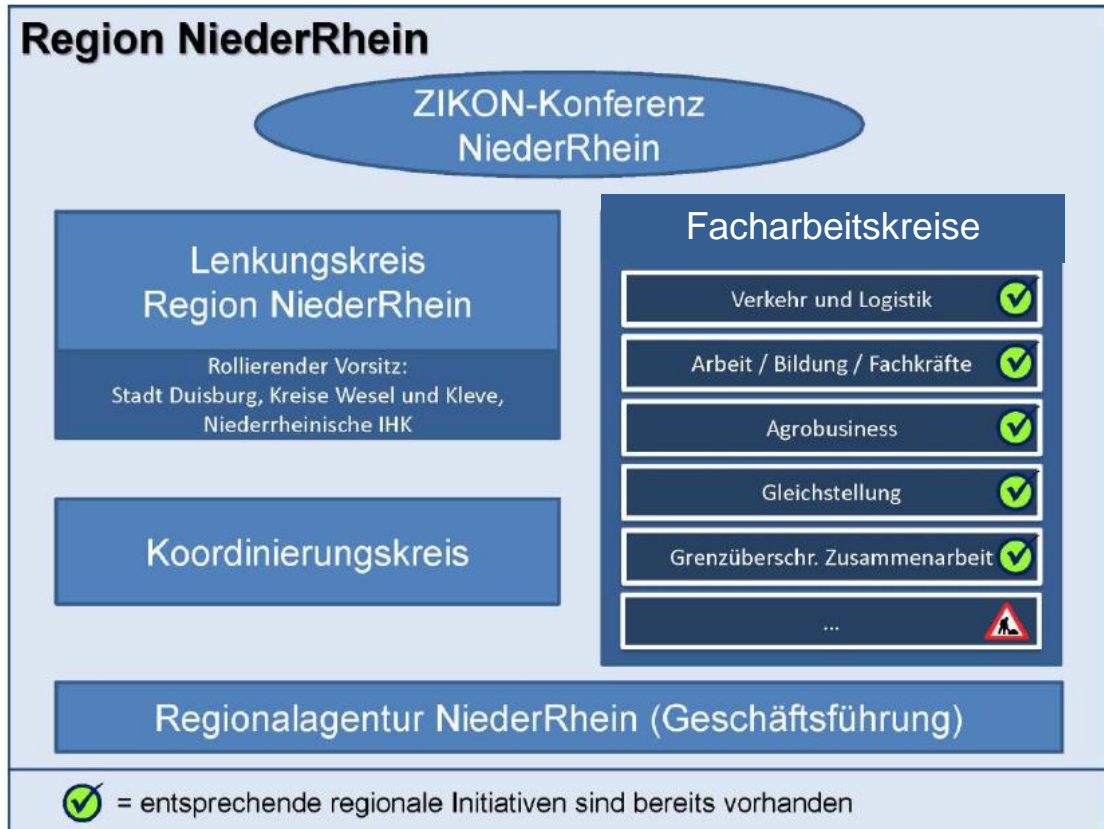 Region NiederRhein
ZIKON-Konferenz
NiederRhein
Lenkungskreis
Region NiederRhein
Rollierender Vorsitz:
Stadt Duisburg, Kreise Wesel und Kleve,
Niederrheinische IHK
Koordinierungskreis
Facharbeitskreise
Verkehr und Logistik
Arbeit / Bildung / Fachkräfte
Agrobusiness
Gleichstellung
Grenzüberschr. Zusammenarbeit
...
Regionalagentur NiederRhein (Geschäftsführung)
= entsprechende regionale Initiativen sind bereits vorhanden